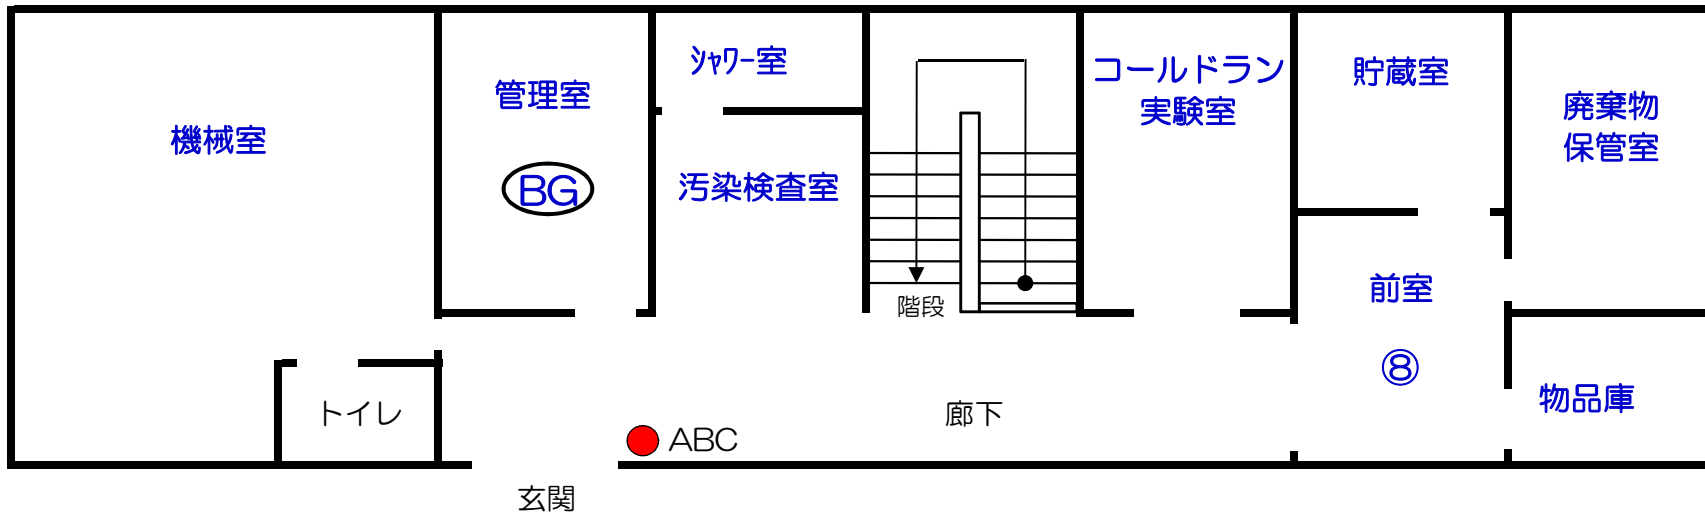 機械室
管理室
BG
ｼｬﾜｰ室
汚染検査室
階段
コールドラン
実験室
貯蔵室
廃棄物
保管室
前室
⑧
物品庫
トイレ
ABC
廊下
玄関